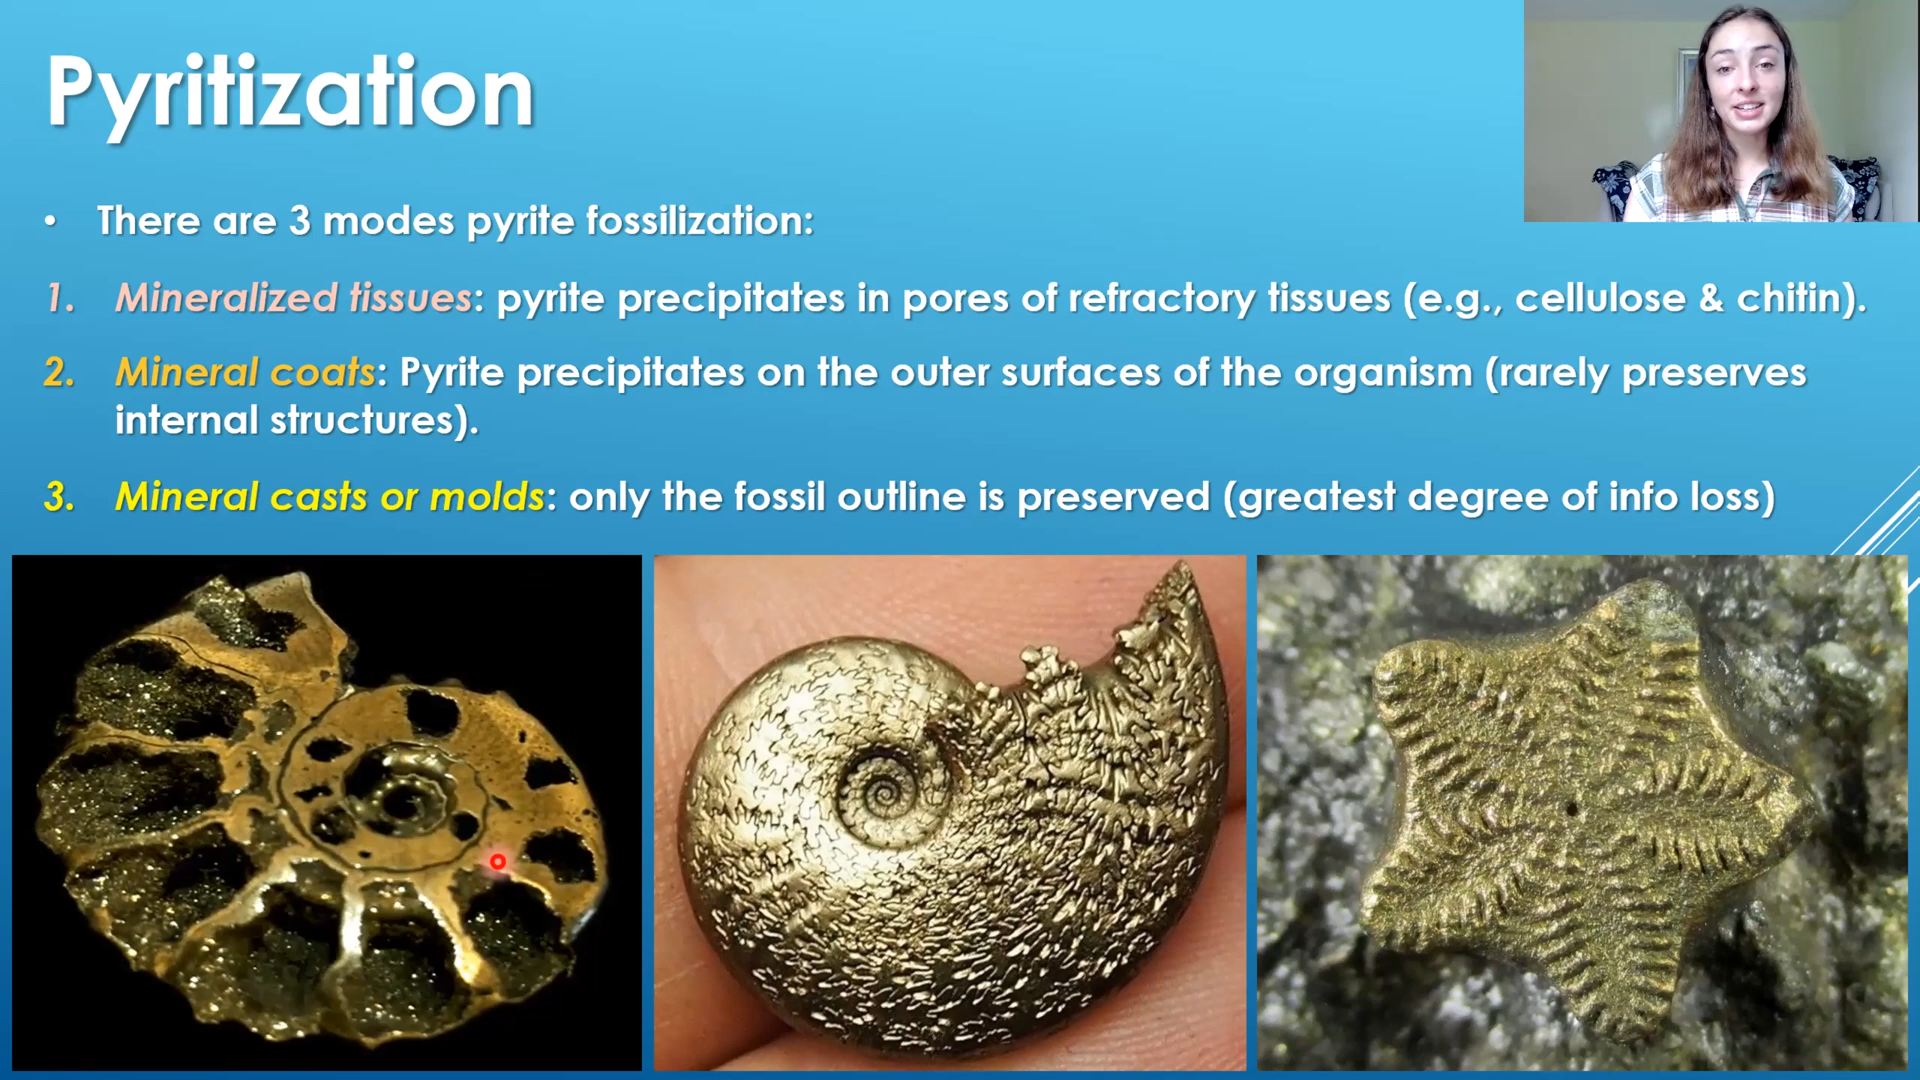 Pyritization
• There are 3 modes pyrite fossilization:
1. Mineralized tissues: pyrite precipitates in pores of refractory tissues (e.g., cellulose & chitin).
2. Mineral coats: Pyrite precipitates on the outer surfaces of the organism (rarely preserves
internal structures).
3. Mineral casts or molds: only the fossil outline is preserved (greatest degree of info loss)